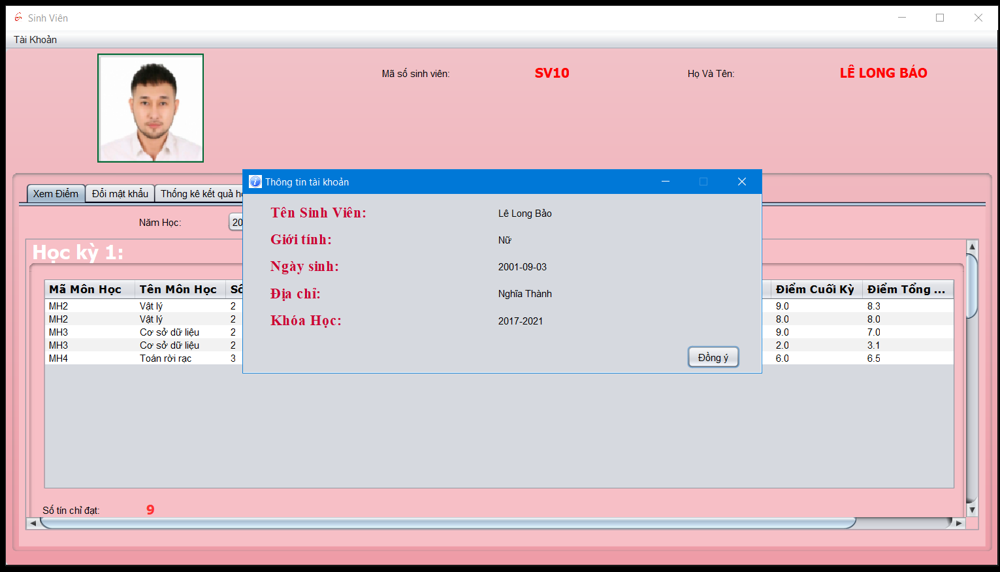 Sinh Viên
Tài Khoản
Mã số sinh viên: SV10 Họ Và Tên: LÊ LONG BẢO
Thông tin tài khoản
Tên Sinh Viên: Lê Long Bảo
Giới tính: Nữ
Ngày sinh: 2001-09-03
Địa chỉ: Nghĩa Thành
Khóa Học: 2017-2021
Đồng ý
Xem Điểm Đổi mật khẩu Thống kê kết quả
Năm Học: 20
Học kỳ 1:
Mã Môn Học Tên Môn Học Số Điểm Cuối Kỳ Điểm Tổng ...
MH2 Vật lý 2 9.0 8.3
MH2 Vật lý 2 8.0 8.0
MH3 Cơ sở dữ liệu 2 9.0 7.0
MH3 Cơ sở dữ liệu 2 2.0 3.1
MH4 Toán rời rạc 3 6.0 6.5
Số tín chỉ đạt: 9